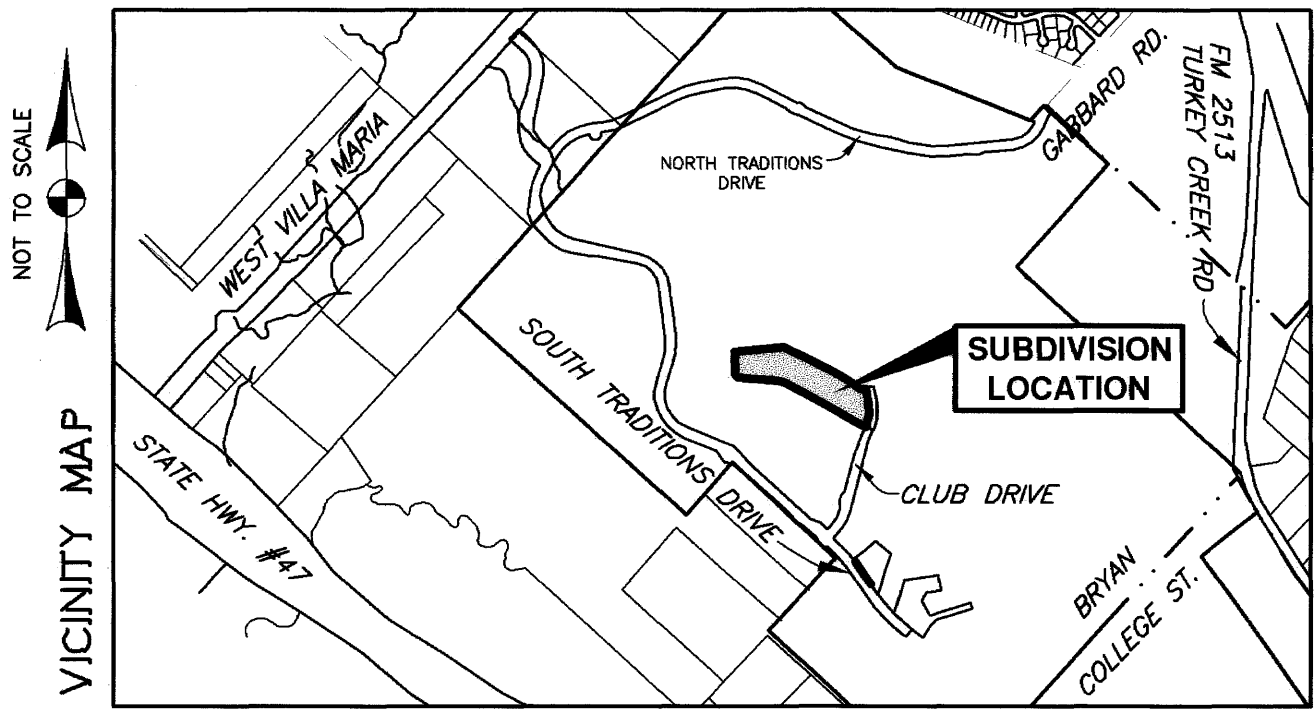 NOT TO SCALE
VICINITY MAP
WEST VILLA MARIA
STATE HWY. #47
NORTH TRADITIONS
DRIVE
GABBARD RD.
FM 2513
TURKEY CREEK RD
SUBDIVISION
LOCATION
SOUTH TRADITIONS DRIVE
CLUB DRIVE
BRYAN
COLLEGE ST.